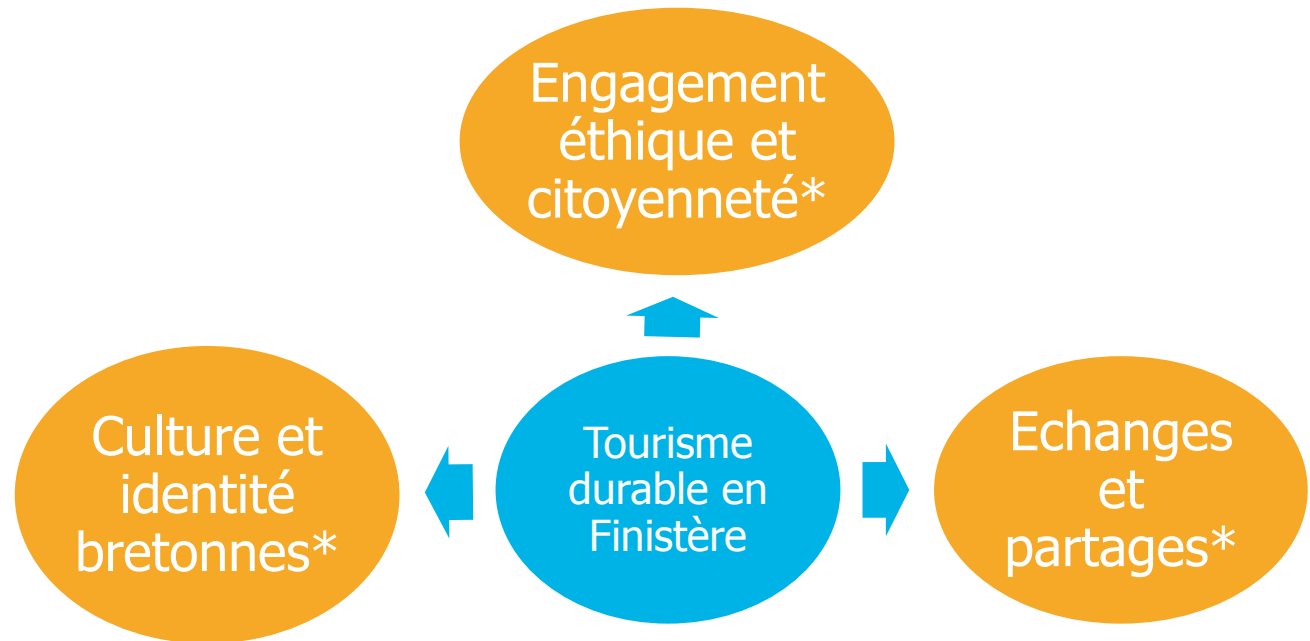 Engagement
éthique et
citoyenneté*
Culture et
identité
bretonnes*
Tourisme
durable en
Finistère
Echanges
et
partages*